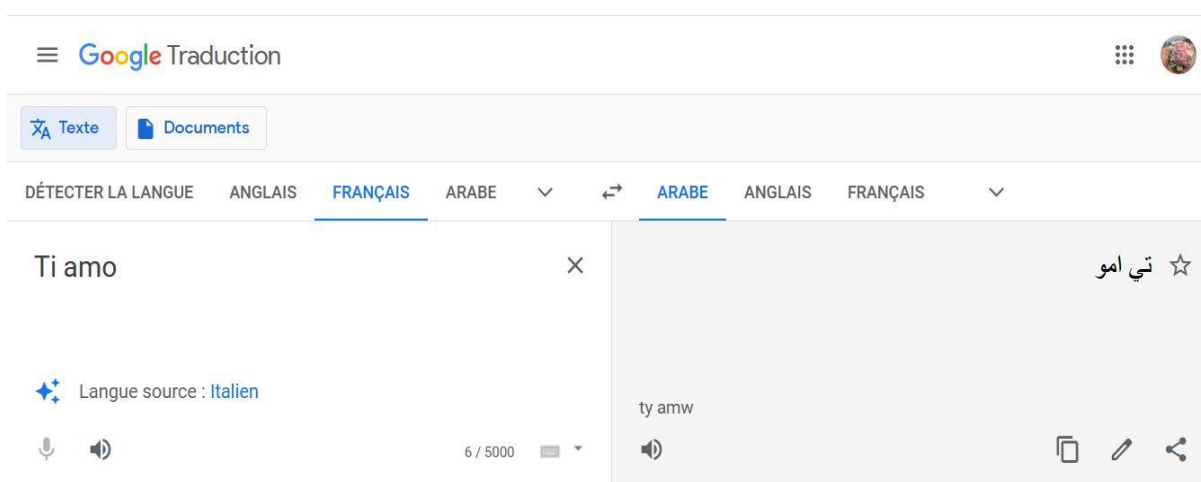 Google Traduction
Texte Documents
DÉTECTER LA LANGUE ANGLAIS FRANÇAIS ARABE ARABE ANGLAIS FRANÇAIS
Ti amo
تي امو
Langue source : Italien
ty amw
6 / 5000